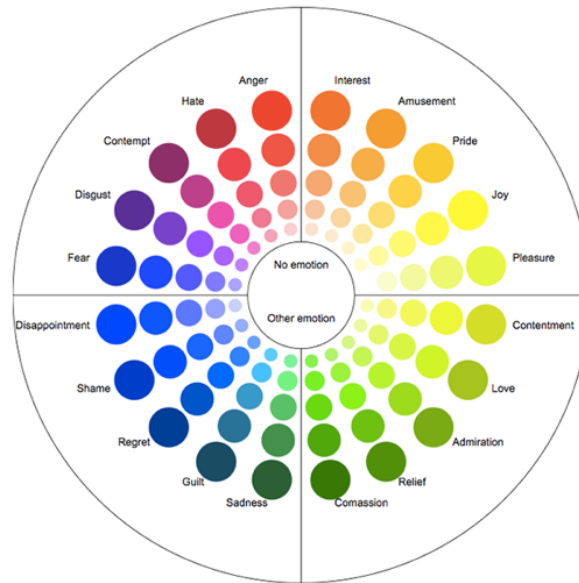 Anger
Interest
Hate
Amusement
Contempt
Pride
Disgust
Joy
Fear
No emotion
Pleasure
Disappointment
Other emotion
Contentment
Shame
Love
Regret
Admiration
Guilt
Relief
Sadness
Comassion